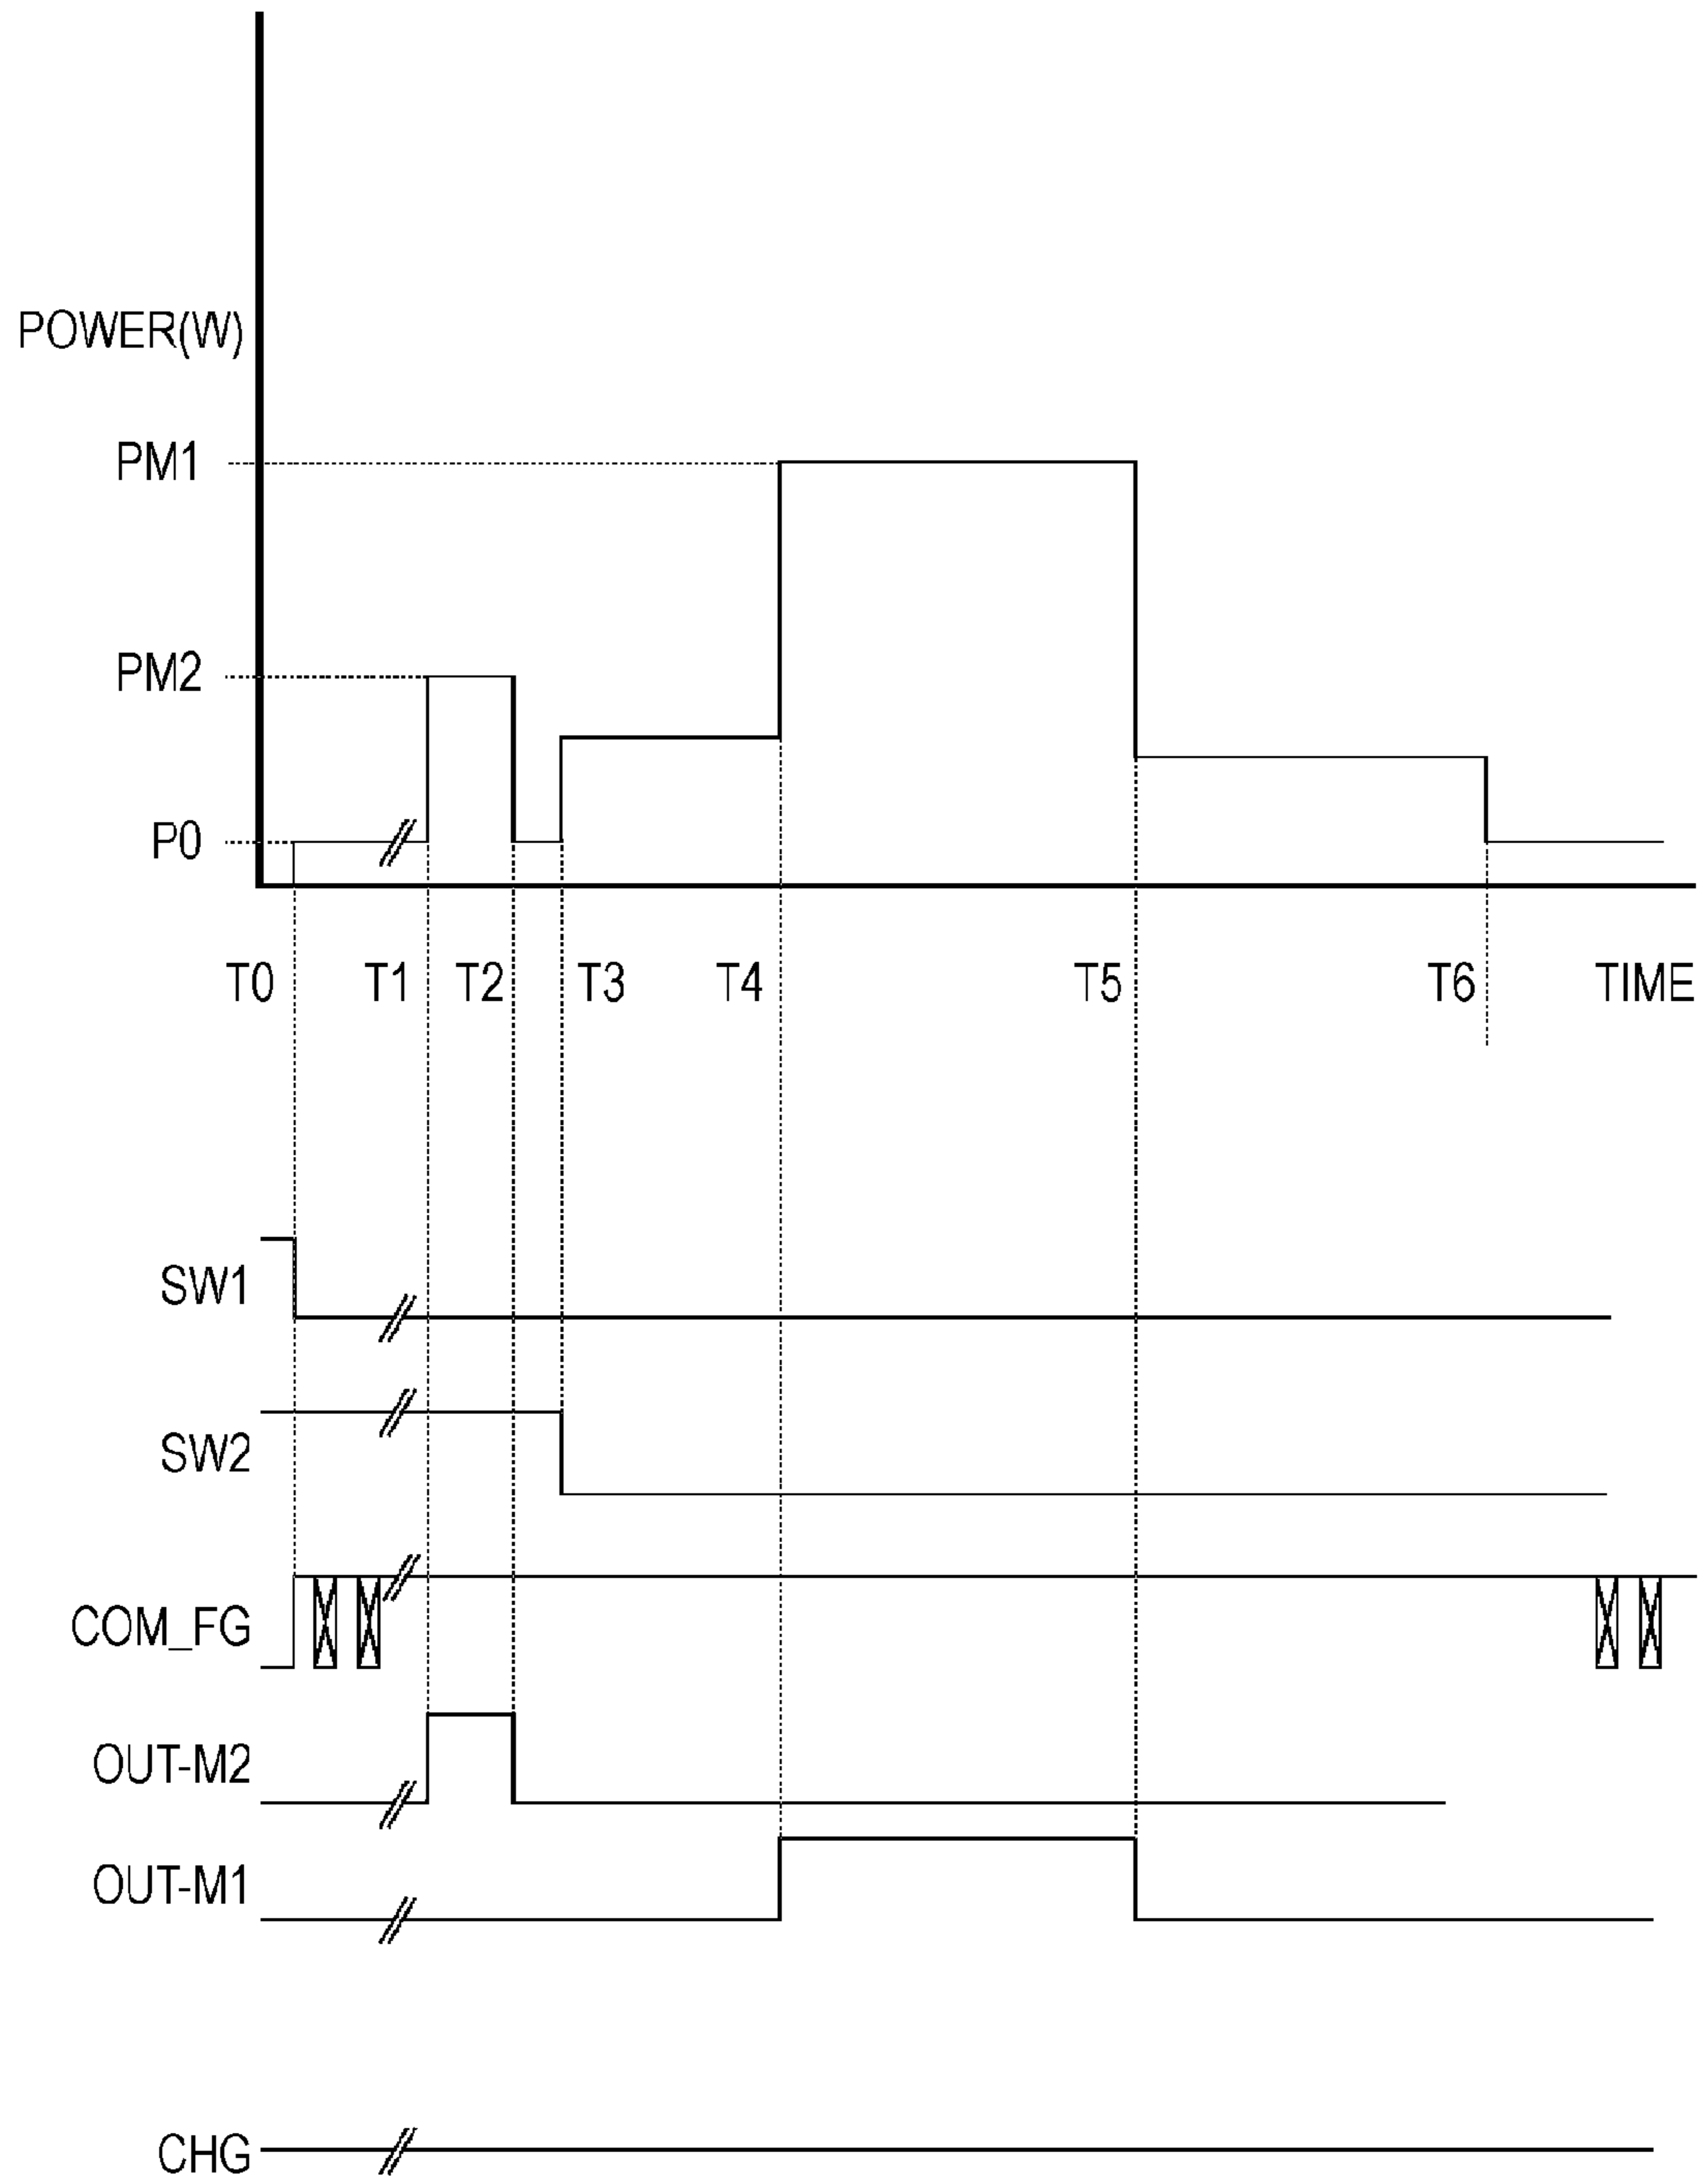 POWER(W)
PM1
PM2
P0
T0 T1 T2 T3 T4 T5 T6 TIME
SW1
SW2
COM_FG
OUT-M2
OUT-M1
CHG